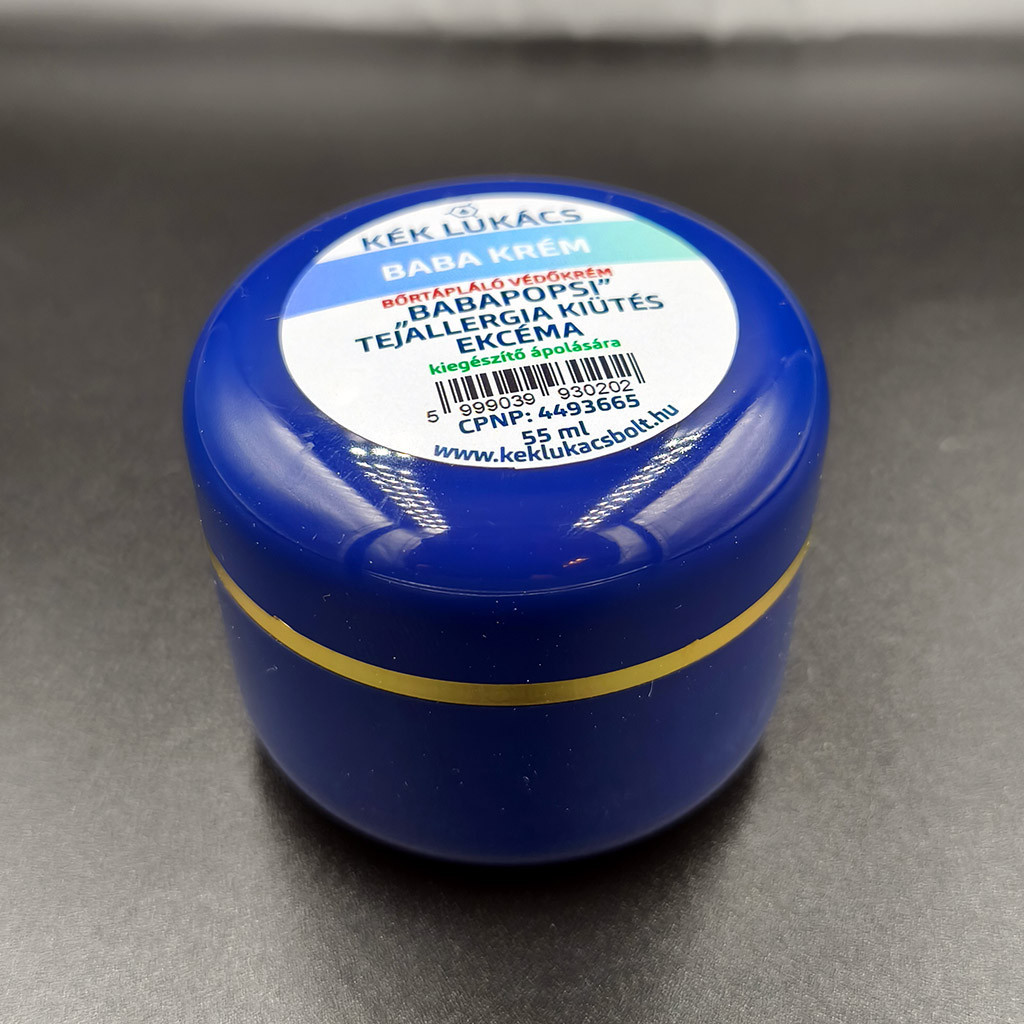 KÉK LUKÁCS
BABA KRÉM
BŐRTÁPLÁLÓ VÉDŐKRÉM
„BABAPOPSI”
TEJALLERGIA KIÜTÉS
EKCÉMA
kiegészítő ápolására
5 999039 930202
CPNP: 4493665
55 ml
www.keklukacsbolt.hu